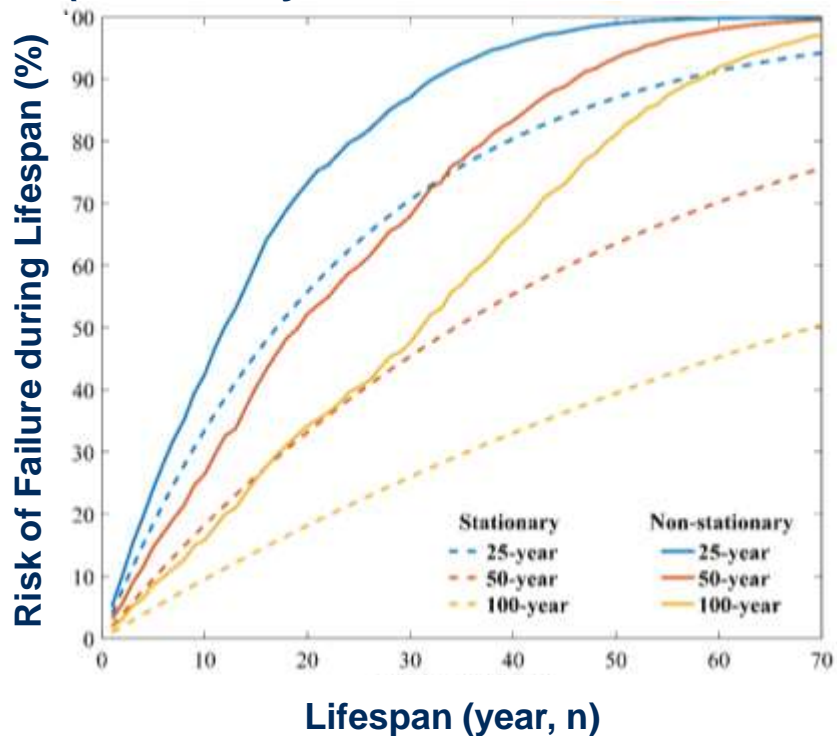 Risk of Failure during Lifespan (%)
90
80
70
60
50
40
30
20
10
0
0 10 20 30 40 50 60 70
Stationary
25-year
50-year
100-year
Non-stationary
25-year
50-year
100-year
Lifespan (year, n)